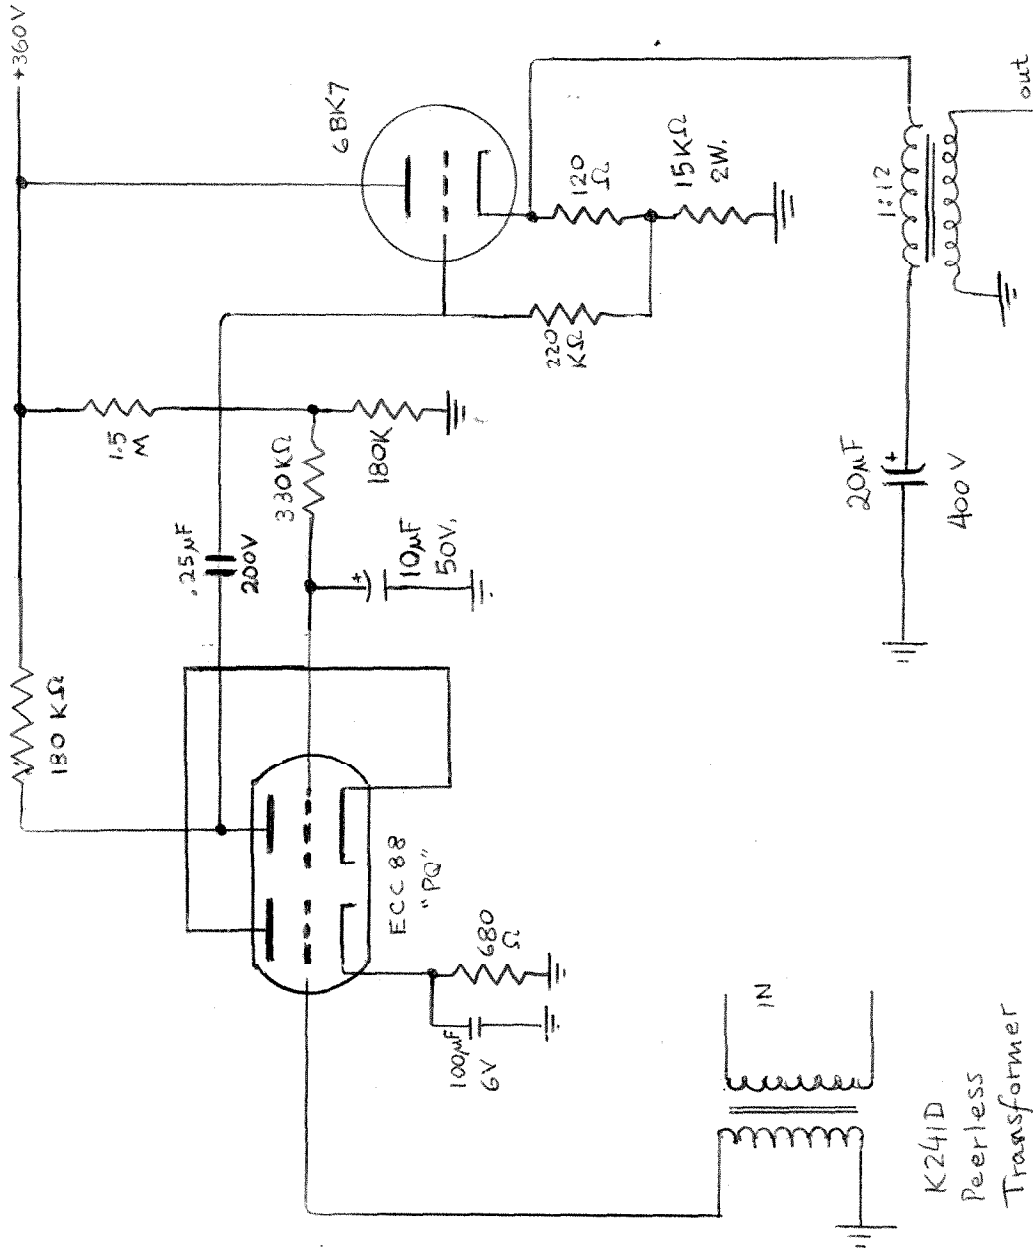 +360V
6BK7
120
Ω
15KΩ
2W.
1:12
out
220
KΩ
1.5
M
330KΩ
180K
.25µF
200V
10µF
50V.
20µF
+
400V
+
180 KΩ
ECC 88
"PQ"
680
Ω
100µF
6V
IN
K241D
Peerless
Transformer